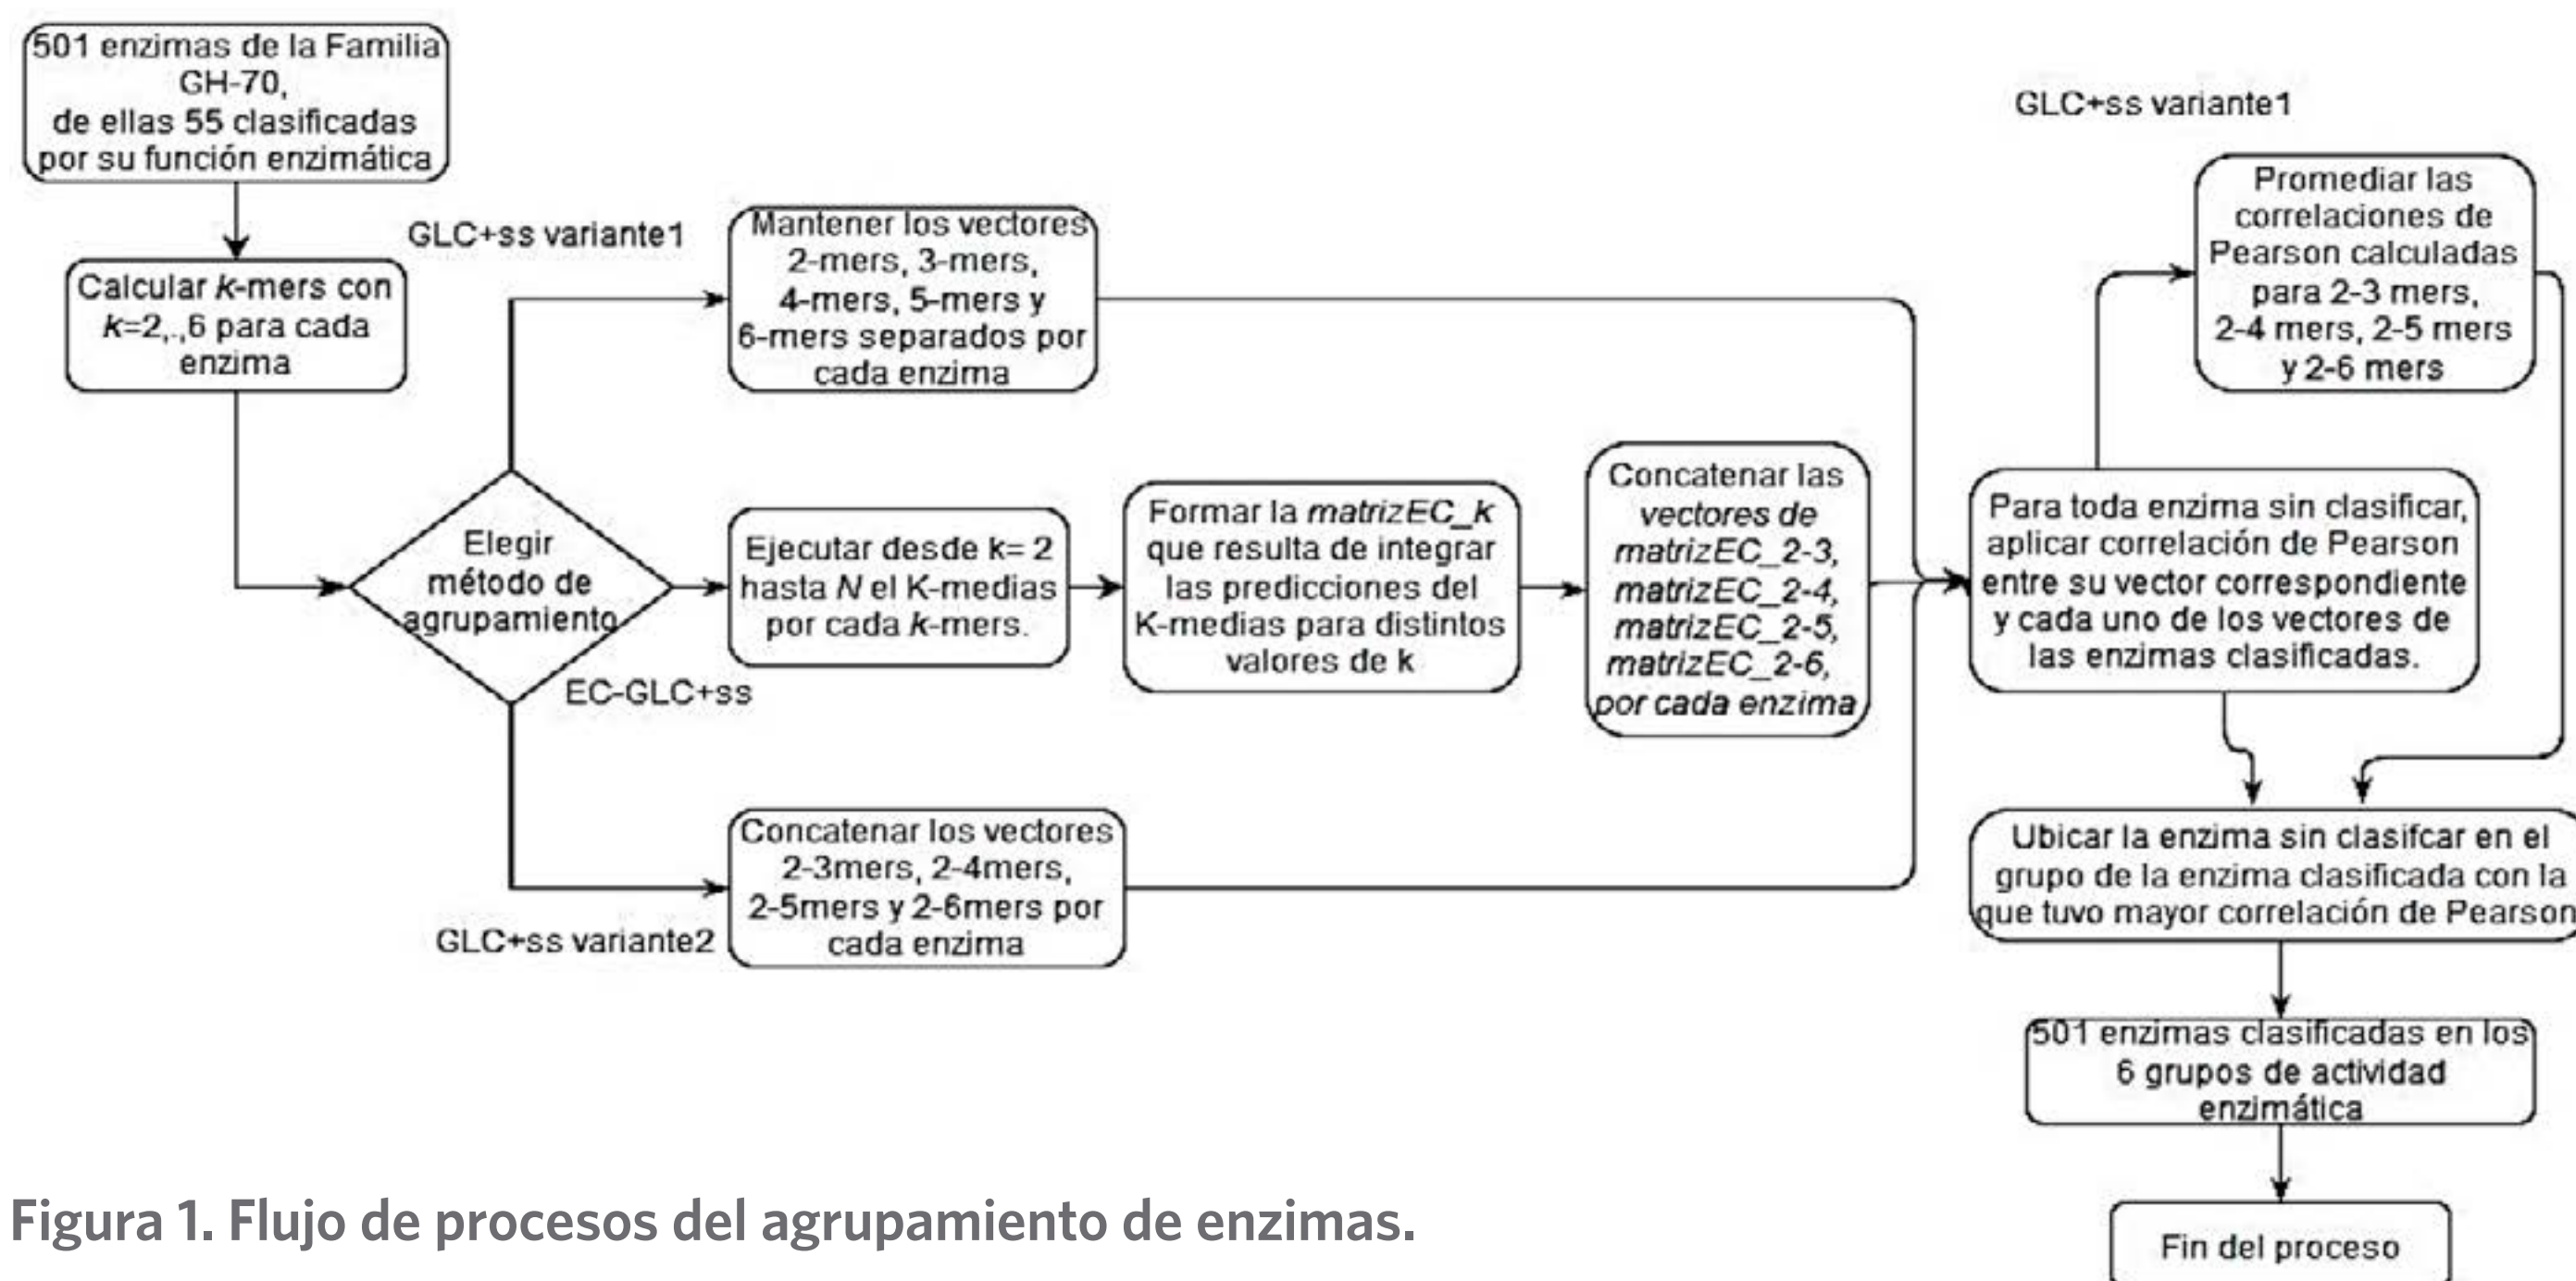 501 enzimas de la Familia
GH-70,
de ellas 55 clasificadas
por su función enzimática
Calcular k-mers con
k=2,.,6 para cada
enzima
Elegir
método de
agrupamiento
GLC+ss variante1
Mantener los vectores
2-mers, 3-mers,
4-mers, 5-mers y
6-mers separados por
cada enzima
EC-GLC+ss
Ejecutar desde k= 2
hasta N el K-medias
por cada k-mers.
Formar la matrizEC_k
que resulta de integrar
las predicciones del
K-medias para distintos
valores de k
Concatenar las
vectores de
matrizEC_2-3,
matrizEC_2-4,
matrizEC_2-5,
matrizEC_2-6,
por cada enzima
GLC+ss variante2
Concatenar los vectores
2-3mers, 2-4mers,
2-5mers y 2-6mers por
cada enzima
GLC+ss variante1
Promediar las
correlaciones de
Pearson calculadas
para 2-3 mers,
2-4 mers, 2-5 mers
y 2-6 mers
Para toda enzima sin clasificar,
aplicar correlación de Pearson
entre su vector correspondiente
y cada uno de los vectores de
las enzimas clasificadas.
Ubicar la enzima sin clasifcar en el
grupo de la enzima clasificada con la
que tuvo mayor correlación de Pearson
501 enzimas clasificadas en los
6 grupos de actividad
enzimática
Fin del proceso
Figura 1. Flujo de procesos del agrupamiento de enzimas.